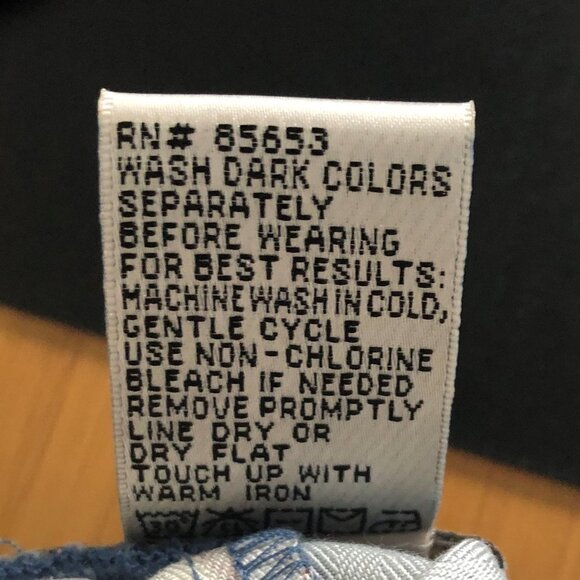 RN# 85653
WASH DARK COLORS
SEPARATELY
BEFORE WEARING
FOR BEST RESULTS:
MACHINE WASH IN COLD,
GENTLE CYCLE
USE NON-CHLORINE
BLEACH IF NEEDED
REMOVE PROMPTLY
LINE DRY OR
DRY FLAT
TOUCH UP WITH
WARM IRON